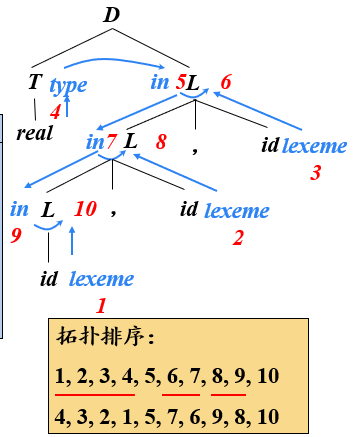 D
T type in 5 L 6
4
real in 7 L 8 , id lexeme
3
in L 10 , id lexeme
9 2
id lexeme
1
拓扑排序：
1, 2, 3, 4, 5, 6, 7, 8, 9, 10
4, 3, 2, 1, 5, 7, 6, 9, 8, 10